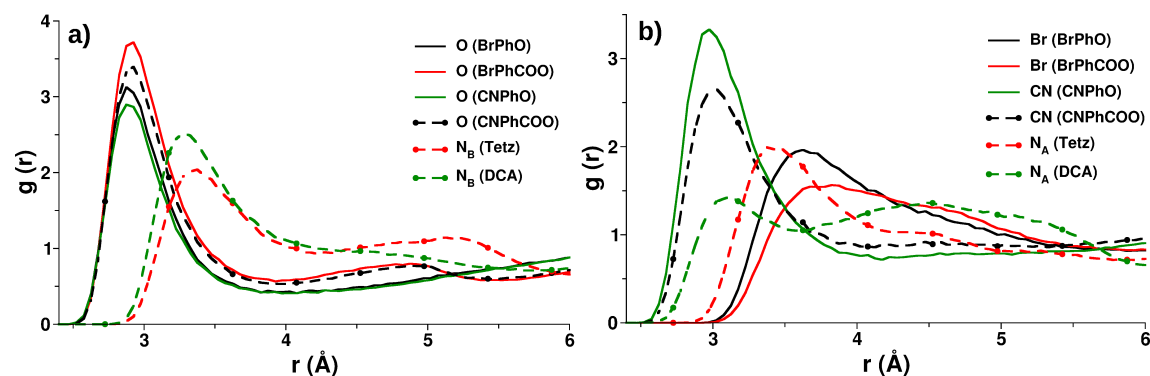 a)
g (r)
4
3
2
1
0
3
4
5
6
r (Å)
O (BrPhO)
O (BrPhCOO)
O (CNPhO)
O (CNPhCOO)
N_B (Tetz)
N_B (DCA)
b)
g (r)
3
2
1
0
3
4
5
6
r (Å)
Br (BrPhO)
Br (BrPhCOO)
CN (CNPhO)
CN (CNPhCOO)
N_A (Tetz)
N_A (DCA)